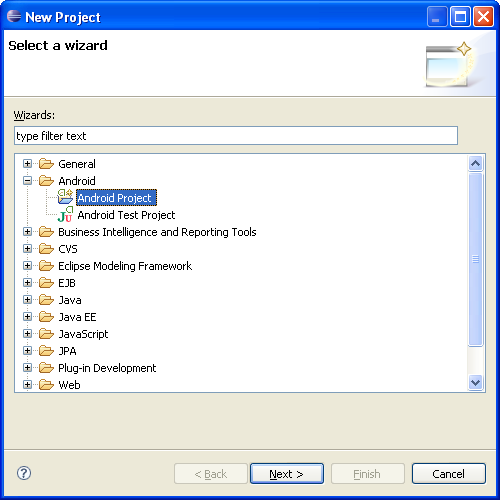 New Project
Select a wizard
Wizards:
type filter text
General
Android
Android Project
Android Test Project
Business Intelligence and Reporting Tools
CVS
Eclipse Modeling Framework
EJB
Java
Java EE
JavaScript
JPA
Plug-in Development
Web
?
< Back
Next >
Finish
Cancel